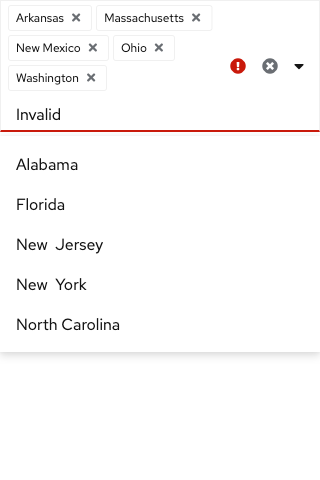 Arkansas Massachusetts
New Mexico Ohio
Washington
Invalid
Alabama
Florida
New Jersey
New York
North Carolina